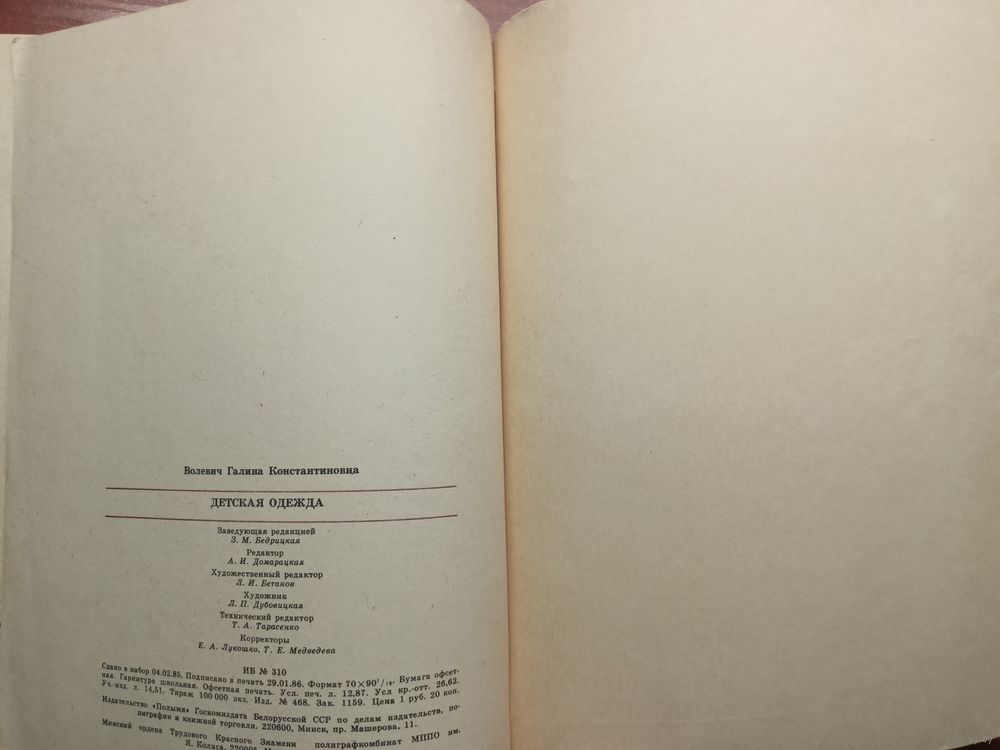 Волевич Галина Константиновна
ДЕТСКАЯ ОДЕЖДА
Заведующая редакцией
З. М. Бедрицкая
Редактор
А. И. Домарацкая
Художественный редактор
Л. И. Бетанов
Художник
Л. П. Дубовицкая
Технический редактор
Т. А. Тарасенко
Корректоры
Е. А. Лукошко, Т. Е. Медведева
ИБ № 310
Сдано в набор 04.02.85. Подписано в печать 29.01.86. Формат 70×90¹/₁₆. Бумага офсет-
ная. Гарнитура школьная. Офсетная печать. Усл. печ. л. 12,87. Усл кр.-отт. 26,62.
Уч.-изд. л. 14,51. Тираж 100 000 экз. Изд. № 468. Зак. 1159. Цена 1 руб. 20 коп.
Издательство «Полымя» Госкомиздата Белорусской ССР по делам издательств, по-
лиграфии и книжной торговли. 220600, Минск, пр. Машерова, 11.
Минский ордена Трудового Красного Знамени полиграфкомбинат МППО им.
Я. Коласа.